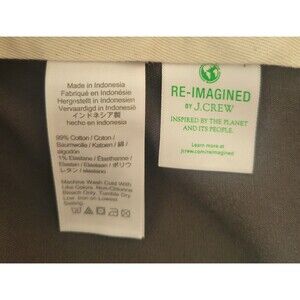 Made in Indonesia
Fabriqué en Indonésie
Hergestellt in Indonesien
Vervaardigd in Indonesië
インドネシア製
hecho en indonesia
99% Cotton / Coton /
Baumwolle / Katoen / 綿 /
algodón
1% Elastane / Élasthanne /
Elastan / Elastaan / ポリウ
レタン / elastano
Machine Wash Cold With
Like Colors. Non-Chlorine
Bleach Only. Tumble Dry
Low. Iron on Lowest
Setting.
RE-IMAGINED
BY J.CREW
INSPIRED BY THE PLANET
AND ITS PEOPLE.
Learn more at
jcrew.com/reimagined